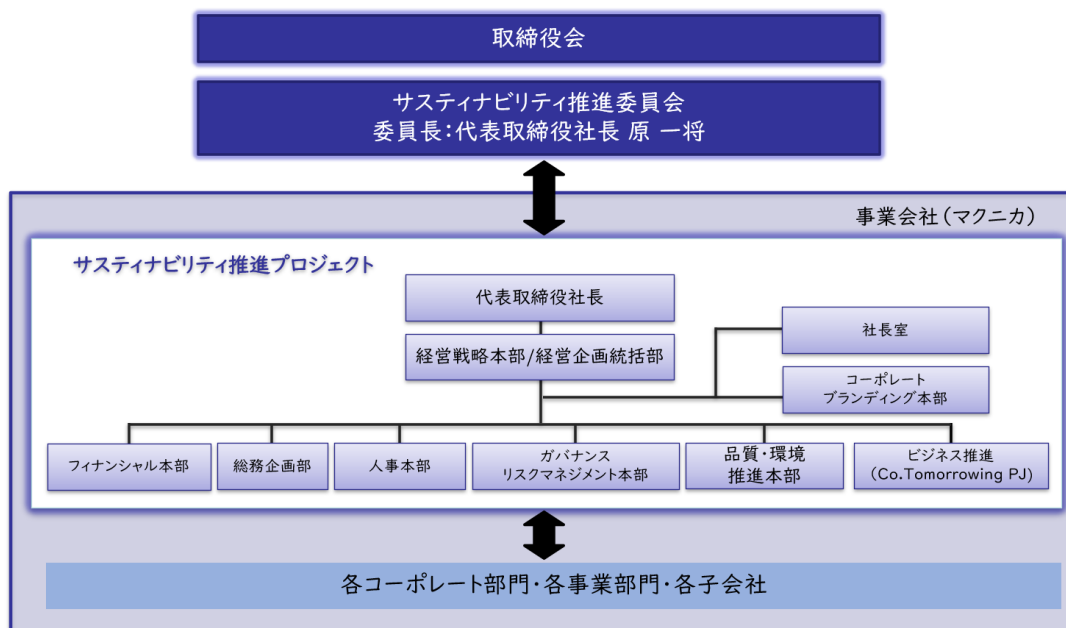 取締役会
サスティナビリティ推進委員会
委員長：代表取締役社長 原 一将
事業会社（マクニカ）
サスティナビリティ推進プロジェクト
代表取締役社長
経営戦略本部/経営企画統括部
社長室
コーポレート
ブランディング本部
フィナンシャル本部
総務企画部
人事本部
ガバナンス
リスクマネジメント本部
品質・環境
推進本部
ビジネス推進
(Co.Tomorrowing PJ)
各コーポレート部門・各事業部門・各子会社